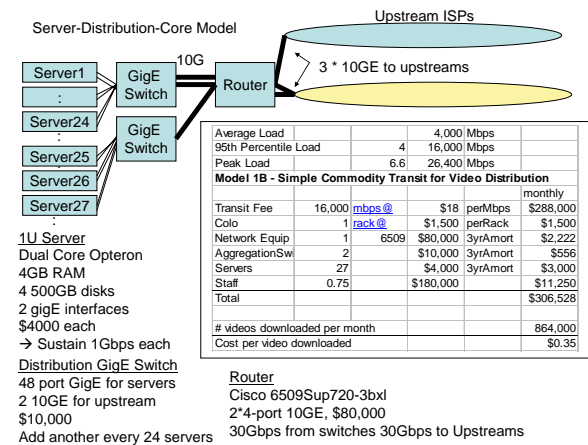 Server-Distribution-Core Model
Upstream ISPs
10G
3 * 10GE to upstreams
Server1
:
Server24
:
Server25
Server26
Server27
:
GigE Switch
GigE Switch
Router
Average Load 4,000 Mbps
95th Percentile Load 4 16,000 Mbps
Peak Load 6.6 26,400 Mbps
Model 1B - Simple Commodity Transit for Video Distribution
monthly
Transit Fee 16,000 mbps@ $18 perMbps $288,000
Colo 1 rack@ $1,500 perRack $1,500
Network Equip 1 6509 $80,000 3yrAmort $2,222
AggregationSwi 2 $10,000 3yrAmort $556
Servers 27 $4,000 3yrAmort $3,000
Staff 0.75 $180,000 $11,250
Total $306,528
# videos downloaded per month 864,000
Cost per video downloaded $0.35
1U Server
Dual Core Opteron
4GB RAM
4 500GB disks
2 gigE interfaces
$4000 each
→ Sustain 1Gbps each
Distribution GigE Switch
48 port GigE for servers
2 10GE for upstream
$10,000
Add another every 24 servers
Router
Cisco 6509Sup720-3bxl
2*4-port 10GE, $80,000
30Gbps from switches 30Gbps to Upstreams